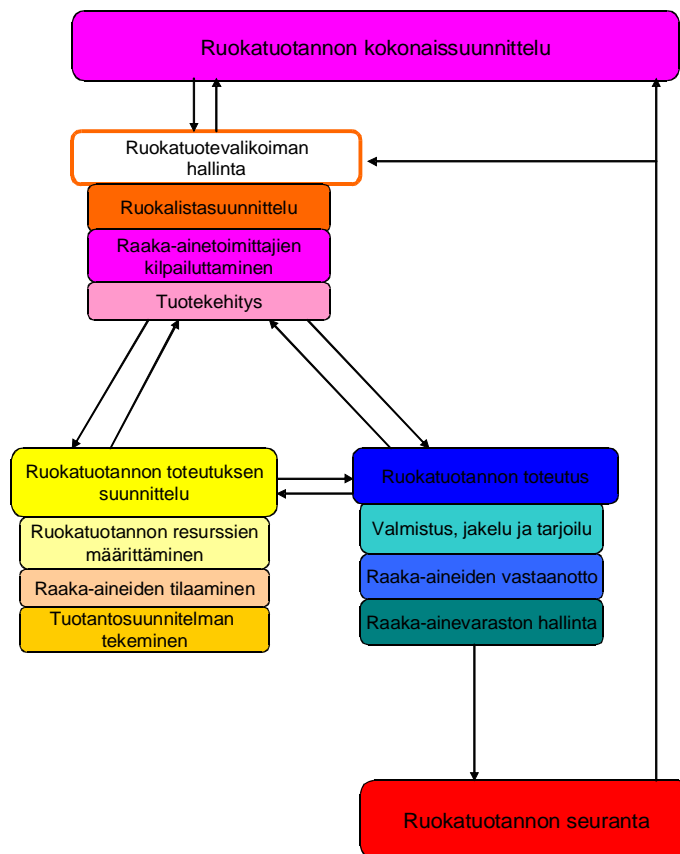 Ruokatuotannon kokonaissuunnittelu
Ruokatuotevalikoiman
hallinta
Ruokalistasuunnittelu
Raaka-ainetoimittajien
kilpailuttaminen
Tuotekehitys
Ruokatuotannon toteutuksen
suunnittelu
Ruokatuotannon resurssien
määrittäminen
Raaka-aineiden tilaaminen
Tuotantosuunnitelman
tekeminen
Ruokatuotannon toteutus
Valmistus, jakelu ja tarjoilu
Raaka-aineiden vastaanotto
Raaka-ainevaraston hallinta
Ruokatuotannon seuranta